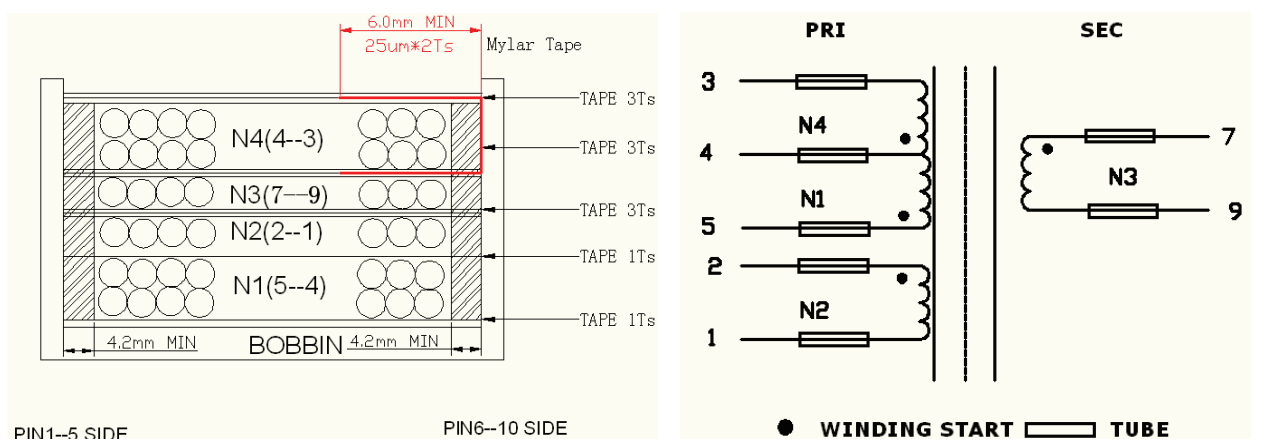 6.0mm MIN
25um*2Ts
Mylar Tape
TAPE 3Ts
N4(4--3)
TAPE 3Ts
N3(7--9)
TAPE 3Ts
N2(2--1)
TAPE 1Ts
N1(5--4)
TAPE 1Ts
4.2mm MIN
BOBBIN
4.2mm MIN
PIN1--5 SIDE
PIN6--10 SIDE
PRI
SEC
3
N4
4
N1
5
2
N2
1
7
N3
9
WINDING START
TUBE